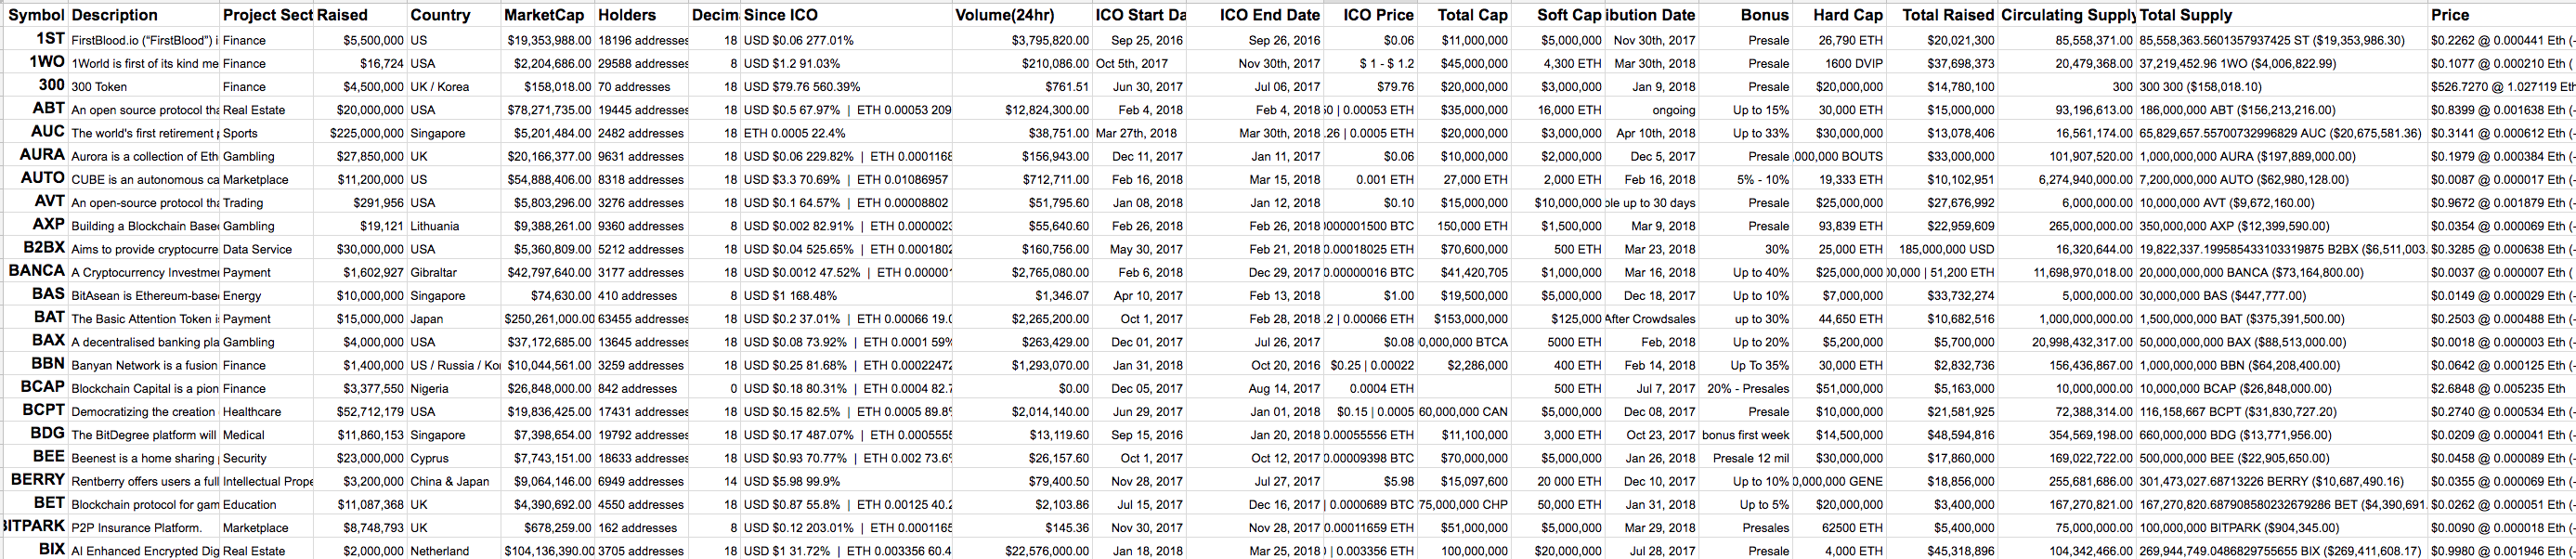 Symbol Description Project Sect Raised Country MarketCap Holders Decim Since ICO Volume(24hr) ICO Start Da ICO End Date ICO Price Total Cap Soft Cap ibution Date Bonus Hard Cap Total Raised Circulating Supply Total Supply Price
1ST FirstBlood.io (“FirstBlood”) i Finance $5,500,000 US $19,353,988.00 18196 addresses 18 USD $0.06 277.01% $3,795,820.00 Sep 25, 2016 Sep 26, 2016 $0.06 $11,000,000 $5,000,000 Nov 30th, 2017 Presale 26,790 ETH $20,021,300 85,558,371.00 85,558,363.5601357937425 ST ($19,353,986.30) $0.2262 @ 0.000441 Eth (-
1WO 1World is first of its kind me Finance $16,724 USA $2,204,686.00 29588 addresses 8 USD $1.2 91.03% $210,086.00 Oct 5th, 2017 Nov 30th, 2017 $ 1 - $ 1.2 $45,000,000 4,300 ETH Mar 30th, 2018 Presale 1600 DVIP $37,698,373 20,479,368.00 37,219,452.96 1WO ($4,006,822.99) $0.1077 @ 0.000210 Eth (
300 300 Token Finance $4,500,000 UK / Korea $158,018.00 70 addresses 18 USD $79.76 560.39% $761.51 Jun 30, 2017 Jul 06, 2017 $79.76 $20,000,000 $3,000,000 Jan 9, 2018 Presale $20,000,000 $14,780,100 300 300 300 ($158,018.10) $526.7270 @ 1.027119 Eth
ABT An open source protocol tha Real Estate $20,000,000 USA $78,271,735.00 19445 addresses 18 USD $0.5 67.97% | ETH 0.00053 209 $12,824,300.00 Feb 4, 2018 Feb 4, 2018 50 | 0.00053 ETH $35,000,000 16,000 ETH ongoing Up to 15% 30,000 ETH $15,000,000 93,196,613.00 186,000,000 ABT ($156,213,216.00) $0.8399 @ 0.001638 Eth (-
AUC The world's first retirement p Sports $225,000,000 Singapore $5,201,484.00 2482 addresses 18 ETH 0.0005 22.4% $38,751.00 Mar 27th, 2018 Mar 30th, 2018 .26 | 0.0005 ETH $20,000,000 $3,000,000 Apr 10th, 2018 Up to 33% $30,000,000 $13,078,406 16,561,174.00 65,829,657.55700732996829 AUC ($20,675,581.36) $0.3141 @ 0.000612 Eth (-
AURA Aurora is a collection of Eth Gambling $27,850,000 UK $20,166,377.00 9631 addresses 18 USD $0.06 229.82% | ETH 0.0001168 $156,943.00 Dec 11, 2017 Jan 11, 2017 $0.06 $10,000,000 $2,000,000 Dec 5, 2017 Presale ,000,000 BOUTS $33,000,000 101,907,520.00 1,000,000,000 AURA ($197,889,000.00) $0.1979 @ 0.000384 Eth (-
AUTO CUBE is an autonomous ca Marketplace $11,200,000 US $54,888,406.00 8318 addresses 18 USD $3.3 70.69% | ETH 0.01086957 $712,711.00 Feb 16, 2018 Mar 15, 2018 0.001 ETH 27,000 ETH 2,000 ETH Feb 16, 2018 5% - 10% 19,333 ETH $10,102,951 6,274,940,000.00 7,200,000,000 AUTO ($62,980,128.00) $0.0087 @ 0.000017 Eth (-
AVT An open-source protocol tha Trading $291,956 USA $5,803,296.00 3276 addresses 18 USD $0.1 64.57% | ETH 0.00008802 $51,795.60 Jan 08, 2018 Jan 12, 2018 $0.10 $15,000,000 $10,000,000 ble up to 30 days Presale $25,000,000 $27,676,992 6,000,000.00 10,000,000 AVT ($9,672,160.00) $0.9672 @ 0.001879 Eth (-
AXP Building a Blockchain Base Gambling $19,121 Lithuania $9,388,261.00 9360 addresses 8 USD $0.002 82.91% | ETH 0.0000023 $55,640.60 Feb 26, 2018 Feb 26, 2018 000001500 BTC 150,000 ETH $1,500,000 Mar 9, 2018 Presale 93,839 ETH $22,959,609 265,000,000.00 350,000,000 AXP ($12,399,590.00) $0.0354 @ 0.000069 Eth (-
B2BX Aims to provide cryptocurre Data Service $30,000,000 USA $5,360,809.00 5212 addresses 18 USD $0.04 525.65% | ETH 0.0001802 $160,756.00 May 30, 2017 Feb 21, 2018 0.00018025 ETH $70,600,000 500 ETH Mar 23, 2018 30% 25,000 ETH 185,000,000 USD 16,320,644.00 19,822,337.199585433103319875 B2BX ($6,511,003. $0.3285 @ 0.000638 Eth (-
BANCA A Cryptocurrency Investmer Payment $1,602,927 Gibraltar $42,797,640.00 3177 addresses 18 USD $0.0012 47.52% | ETH 0.00000 $2,765,080.00 Feb 6, 2018 Dec 29, 2017 0.00000016 BTC $41,420,705 $1,000,000 Mar 16, 2018 Up to 40% $25,000,000 00,000 | 51,200 ETH 11,698,970,018.00 20,000,000,000 BANCA ($73,164,800.00) $0.0037 @ 0.000007 Eth (
BAS BitAsean is Ethereum-base Energy $10,000,000 Singapore $74,630.00 410 addresses 8 USD $1 168.48% $1,346.07 Apr 10, 2017 Feb 13, 2018 $1.00 $19,500,000 $5,000,000 Dec 18, 2017 Up to 10% $7,000,000 $33,732,274 5,000,000.00 30,000,000 BAS ($447,777.00) $0.0149 @ 0.000029 Eth (-
BAT The Basic Attention Token i Payment $15,000,000 Japan $250,261,000.00 63455 addresses 18 USD $0.2 37.01% | ETH 0.00066 19.0 $2,265,200.00 Oct 1, 2017 Feb 28, 2018 .2 | 0.00066 ETH $153,000,000 $125,000 After Crowdsales up to 30% 44,650 ETH $10,682,516 1,000,000,000.00 1,500,000,000 BAT ($375,391,500.00) $0.2503 @ 0.000488 Eth (-
BAX A decentralised banking pla Gambling $4,000,000 USA $37,172,685.00 13645 addresses 18 USD $0.08 73.92% | ETH 0.0001 59% $263,429.00 Dec 01, 2017 Jul 26, 2017 $0.08 0,000,000 BTCA 5000 ETH Feb, 2018 Up to 20% $5,200,000 $5,700,000 20,998,432,317.00 50,000,000,000 BAX ($88,513,000.00) $0.0018 @ 0.000003 Eth (-
BBN Banyan Network is a fusion Finance $1,400,000 US / Russia / Ko $10,044,561.00 3259 addresses 18 USD $0.25 81.68% | ETH 0.00022472 $1,293,070.00 Jan 31, 2018 Oct 20, 2016 $0.25 | 0.00022 $2,286,000 400 ETH Feb 14, 2018 Up To 35% 30,000 ETH $2,832,736 156,436,867.00 1,000,000,000 BBN ($64,208,400.00) $0.0642 @ 0.000125 Eth (-
BCAP Blockchain Capital is a pion Finance $3,377,550 Nigeria $26,848,000.00 842 addresses 0 USD $0.18 80.31% | ETH 0.0004 82.7 $0.00 Dec 05, 2017 Aug 14, 2017 0.0004 ETH 500 ETH Jul 7, 2017 20% - Presales $51,000,000 $5,163,000 10,000,000.00 10,000,000 BCAP ($26,848,000.00) $2.6848 @ 0.005235 Eth
BCPT Democratizing the creation Healthcare $52,712,179 USA $19,836,425.00 17431 addresses 18 USD $0.15 82.5% | ETH 0.0005 89.8% $2,014,140.00 Jun 29, 2017 Jan 01, 2018 $0.15 | 0.0005 60,000,000 CAN $5,000,000 Dec 08, 2017 Presale $10,000,000 $21,581,925 72,388,314.00 116,158,667 BCPT ($31,830,727.20) $0.2740 @ 0.000534 Eth (-
BDG The BitDegree platform will Medical $11,860,153 Singapore $7,398,654.00 19792 addresses 18 USD $0.17 487.07% | ETH 0.0005555 $13,119.60 Sep 15, 2016 Jan 20, 2018 0.00055556 ETH $11,100,000 3,000 ETH Oct 23, 2017 bonus first week $14,500,000 $48,594,816 354,569,198.00 660,000,000 BDG ($13,771,956.00) $0.0209 @ 0.000041 Eth (-
BEE Beenest is a home sharing Security $23,000,000 Cyprus $7,743,151.00 18633 addresses 18 USD $0.93 70.77% | ETH 0.002 73.6% $26,157.60 Oct 1, 2017 Oct 12, 2017 0.00009398 BTC $70,000,000 $5,000,000 Jan 26, 2018 Presale 12 mil $30,000,000 $17,860,000 169,022,722.00 500,000,000 BEE ($22,905,650.00) $0.0458 @ 0.000089 Eth (-
BERRY Rentberry offers users a full Intellectual Prope $3,200,000 China & Japan $9,064,146.00 6949 addresses 14 USD $5.98 99.9% $79,400.50 Nov 28, 2017 Jul 27, 2017 $5.98 $15,097,600 20 000 ETH Dec 10, 2017 Up to 10% 0,000,000 GENE $18,856,000 255,681,686.00 301,473,027.68713226 BERRY ($10,687,490.16) $0.0355 @ 0.000069 Eth (-
BET Blockchain protocol for gam Education $11,087,368 UK $4,390,692.00 4550 addresses 18 USD $0.87 55.8% | ETH 0.00125 40.2 $2,103.86 Jul 15, 2017 Dec 16, 2017 | 0.0000689 BTC 75,000,000 CHP 50,000 ETH Jan 31, 2018 Up to 5% $20,000,000 $3,400,000 167,270,821.00 167,270,820.687908580232679286 BET ($4,390,691. $0.0262 @ 0.000051 Eth (-
BITPARK P2P Insurance Platform. Marketplace $8,748,793 UK $678,259.00 162 addresses 8 USD $0.12 203.01% | ETH 0.0001165 $145.36 Nov 30, 2017 Nov 28, 2017 0.00011659 ETH $51,000,000 $5,000,000 Mar 29, 2018 Presales 62500 ETH $5,400,000 75,000,000.00 100,000,000 BITPARK ($904,345.00) $0.0090 @ 0.000018 Eth (-
BIX AI Enhanced Encrypted Dig Real Estate $2,000,000 Netherland $104,136,390.00 3705 addresses 18 USD $1 31.72% | ETH 0.003356 60.4 $22,576,000.00 Jan 18, 2018 Mar 25, 2018 | 0.003356 ETH 100,000,000 $20,000,000 Jul 28, 2017 Presale 4,000 ETH $45,318,896 104,342,466.00 269,944,749.0486829755655 BIX ($269,411,608.17) $0.9980 @ 0.001946 Eth (-